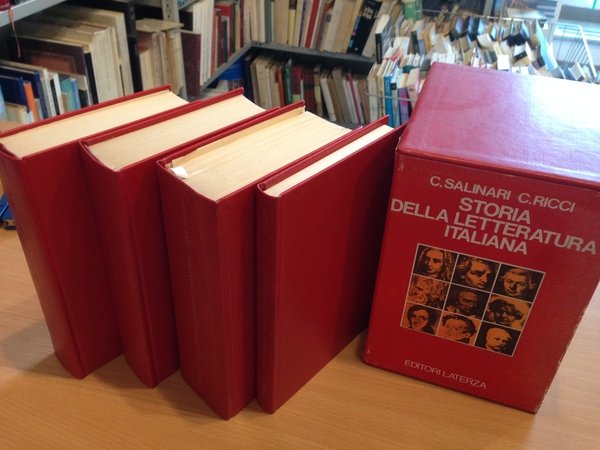 C. SALINARI C. RICCI
STORIA
DELLA LETTERATURA
ITALIANA
EDITORI LATERZA